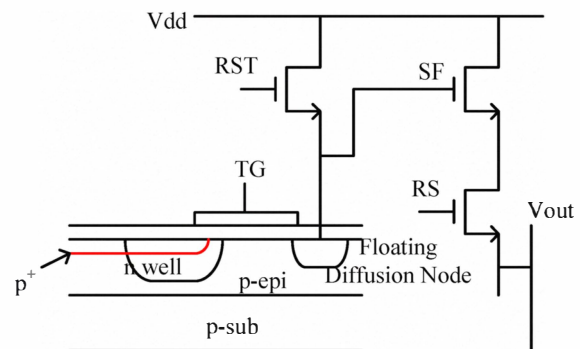 Vdd
RST
SF
TG
RS
Vout
n well
Floating
Diffusion Node
p+
p-epi
p-sub